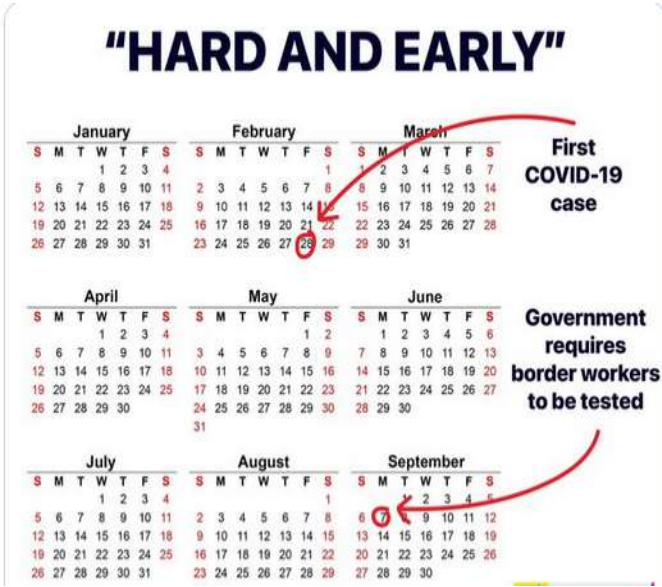 “HARD AND EARLY”
January
S M T W T F S
1 2 3 4
5 6 7 8 9 10 11
12 13 14 15 16 17 18
19 20 21 22 23 24 25
26 27 28 29 30 31
February
S M T W T F S
1
2 3 4 5 6 7 8
9 10 11 12 13 14
16 17 18 19 20 21 22
23 24 25 26 27 28 29
March
S M T W T F S
1 2 3 4 5 6 7
8 9 10 11 12 13 14
15 16 17 18 19 20 21
22 23 24 25 26 27 28
29 30 31
First
COVID-19
case
April
S M T W T F S
1 2 3 4
5 6 7 8 9 10 11
12 13 14 15 16 17 18
19 20 21 22 23 24 25
26 27 28 29 30
May
S M T W T F S
1 2
3 4 5 6 7 8 9
10 11 12 13 14 15 16
17 18 19 20 21 22 23
24 25 26 27 28 29 30
31
June
S M T W T F S
1 2 3 4 5 6
7 8 9 10 11 12 13
14 15 16 17 18 19 20
21 22 23 24 25 26 27
28 29 30
Government
requires
border workers
to be tested
July
S M T W T F S
1 2 3 4
5 6 7 8 9 10 11
12 13 14 15 16 17 18
19 20 21 22 23 24 25
26 27 28 29 30 31
August
S M T W T F S
1
2 3 4 5 6 7 8
9 10 11 12 13 14 15
16 17 18 19 20 21 22
23 24 25 26 27 28 29
September
S M T W T F S
1 2 3 4 5
6 7 9 10 11 12
13 14 15 16 17 18 19
20 21 22 23 24 25 26
27 28 29 30